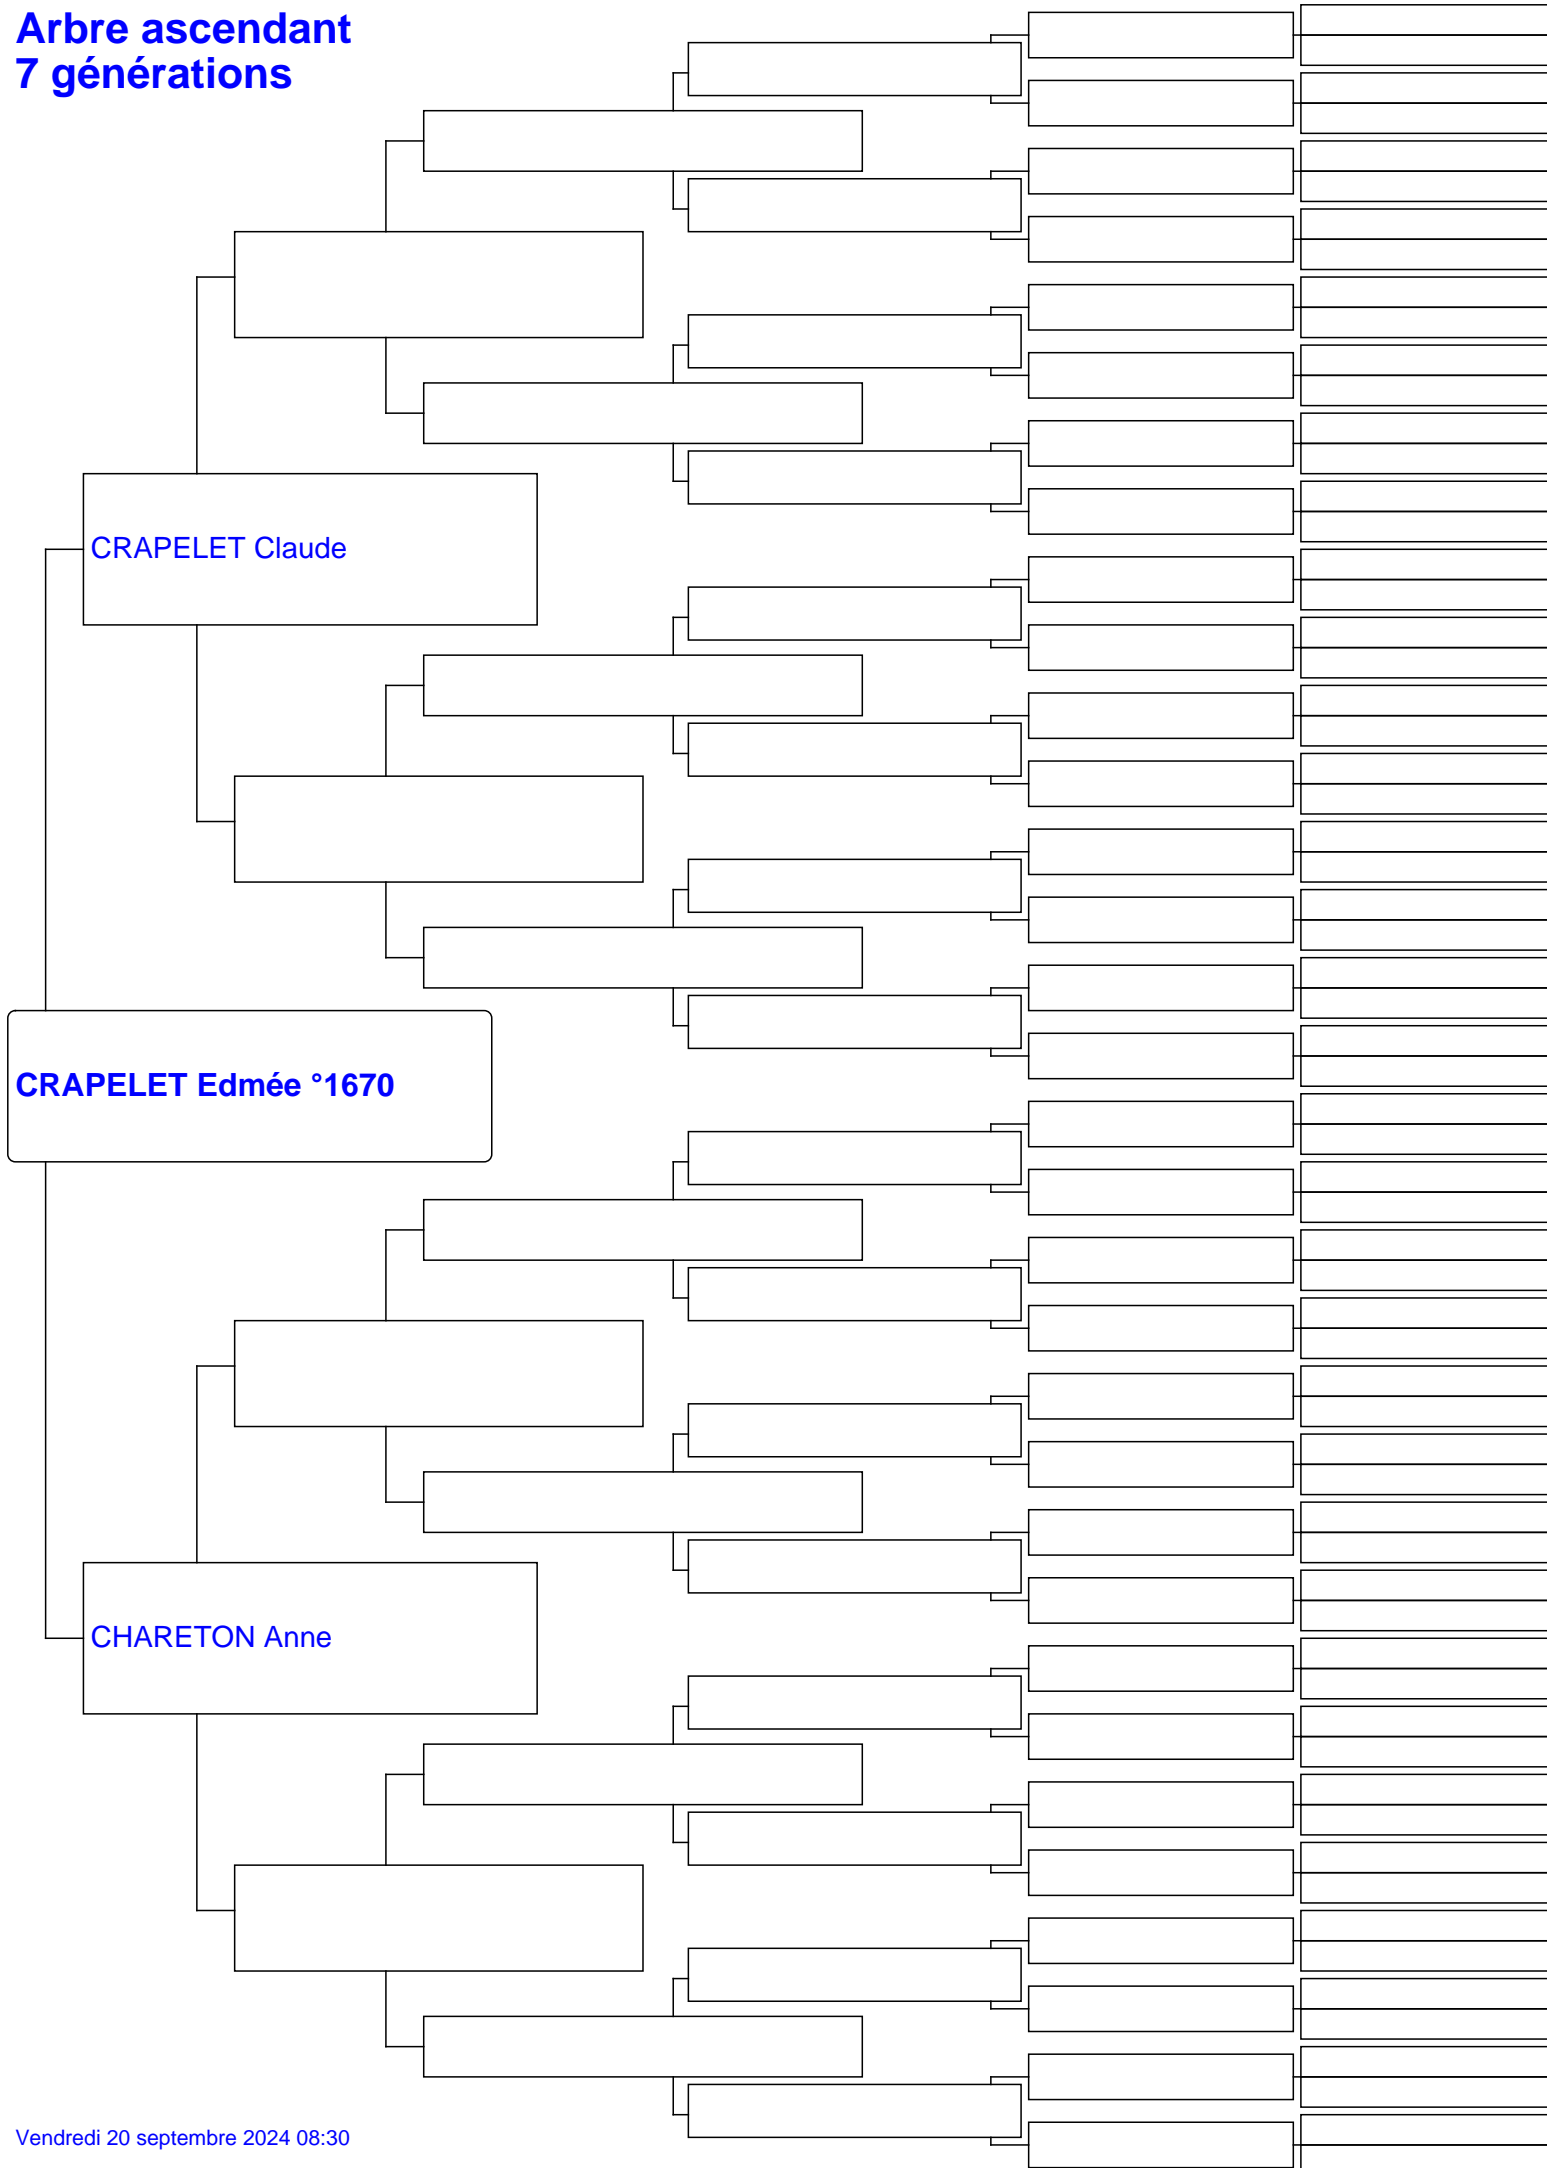 Arbre ascendant
7 générations
CRAPELET Claude
CRAPELET Edmée °1670
CHARETON Anne
Vendredi 20 septembre 2024 08:30